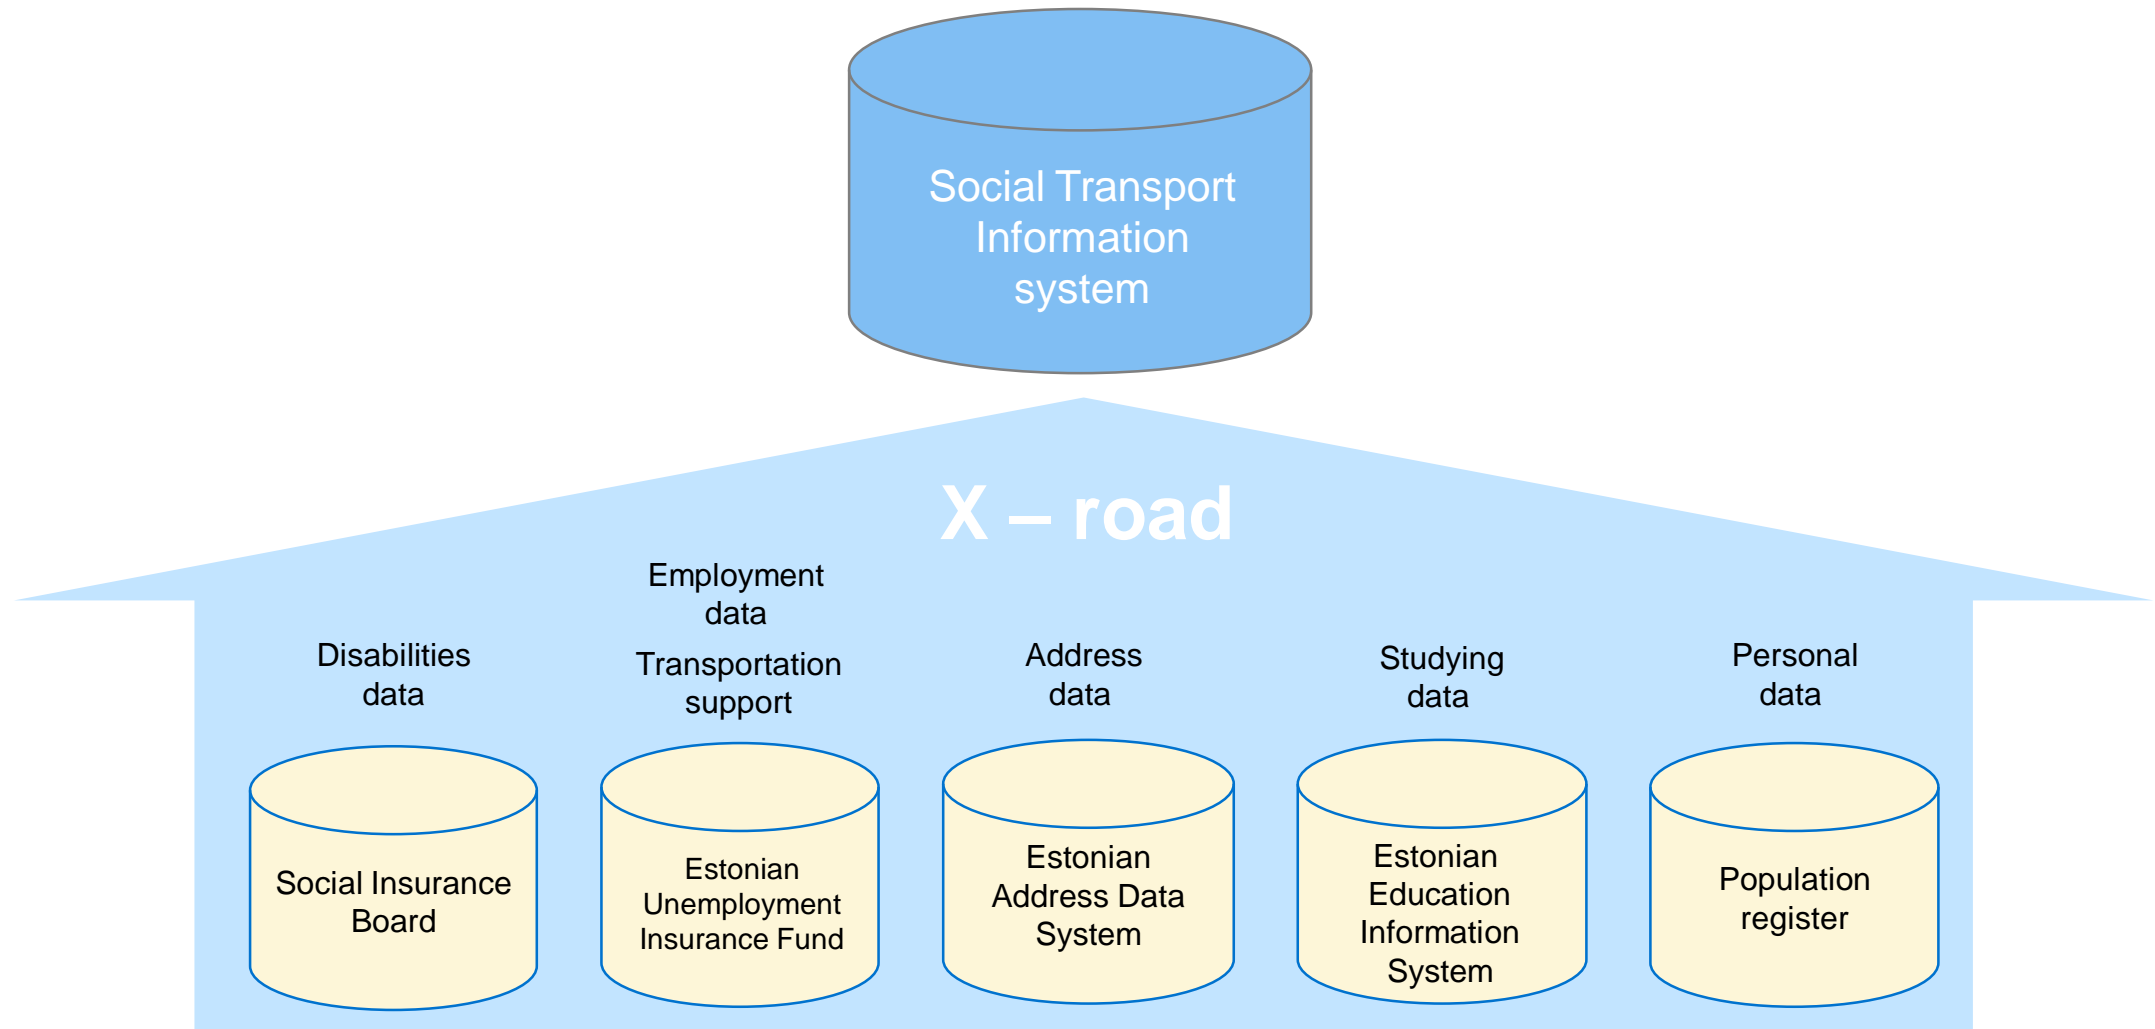 Social Transport
Information
system
X – road
Employment
data
Disabilities
data
Transportation
support
Address
data
Studying
data
Personal
data
Social Insurance
Board
Estonian
Unemployment
Insurance Fund
Estonian
Address Data
System
Estonian
Education
Information
System
Population
register